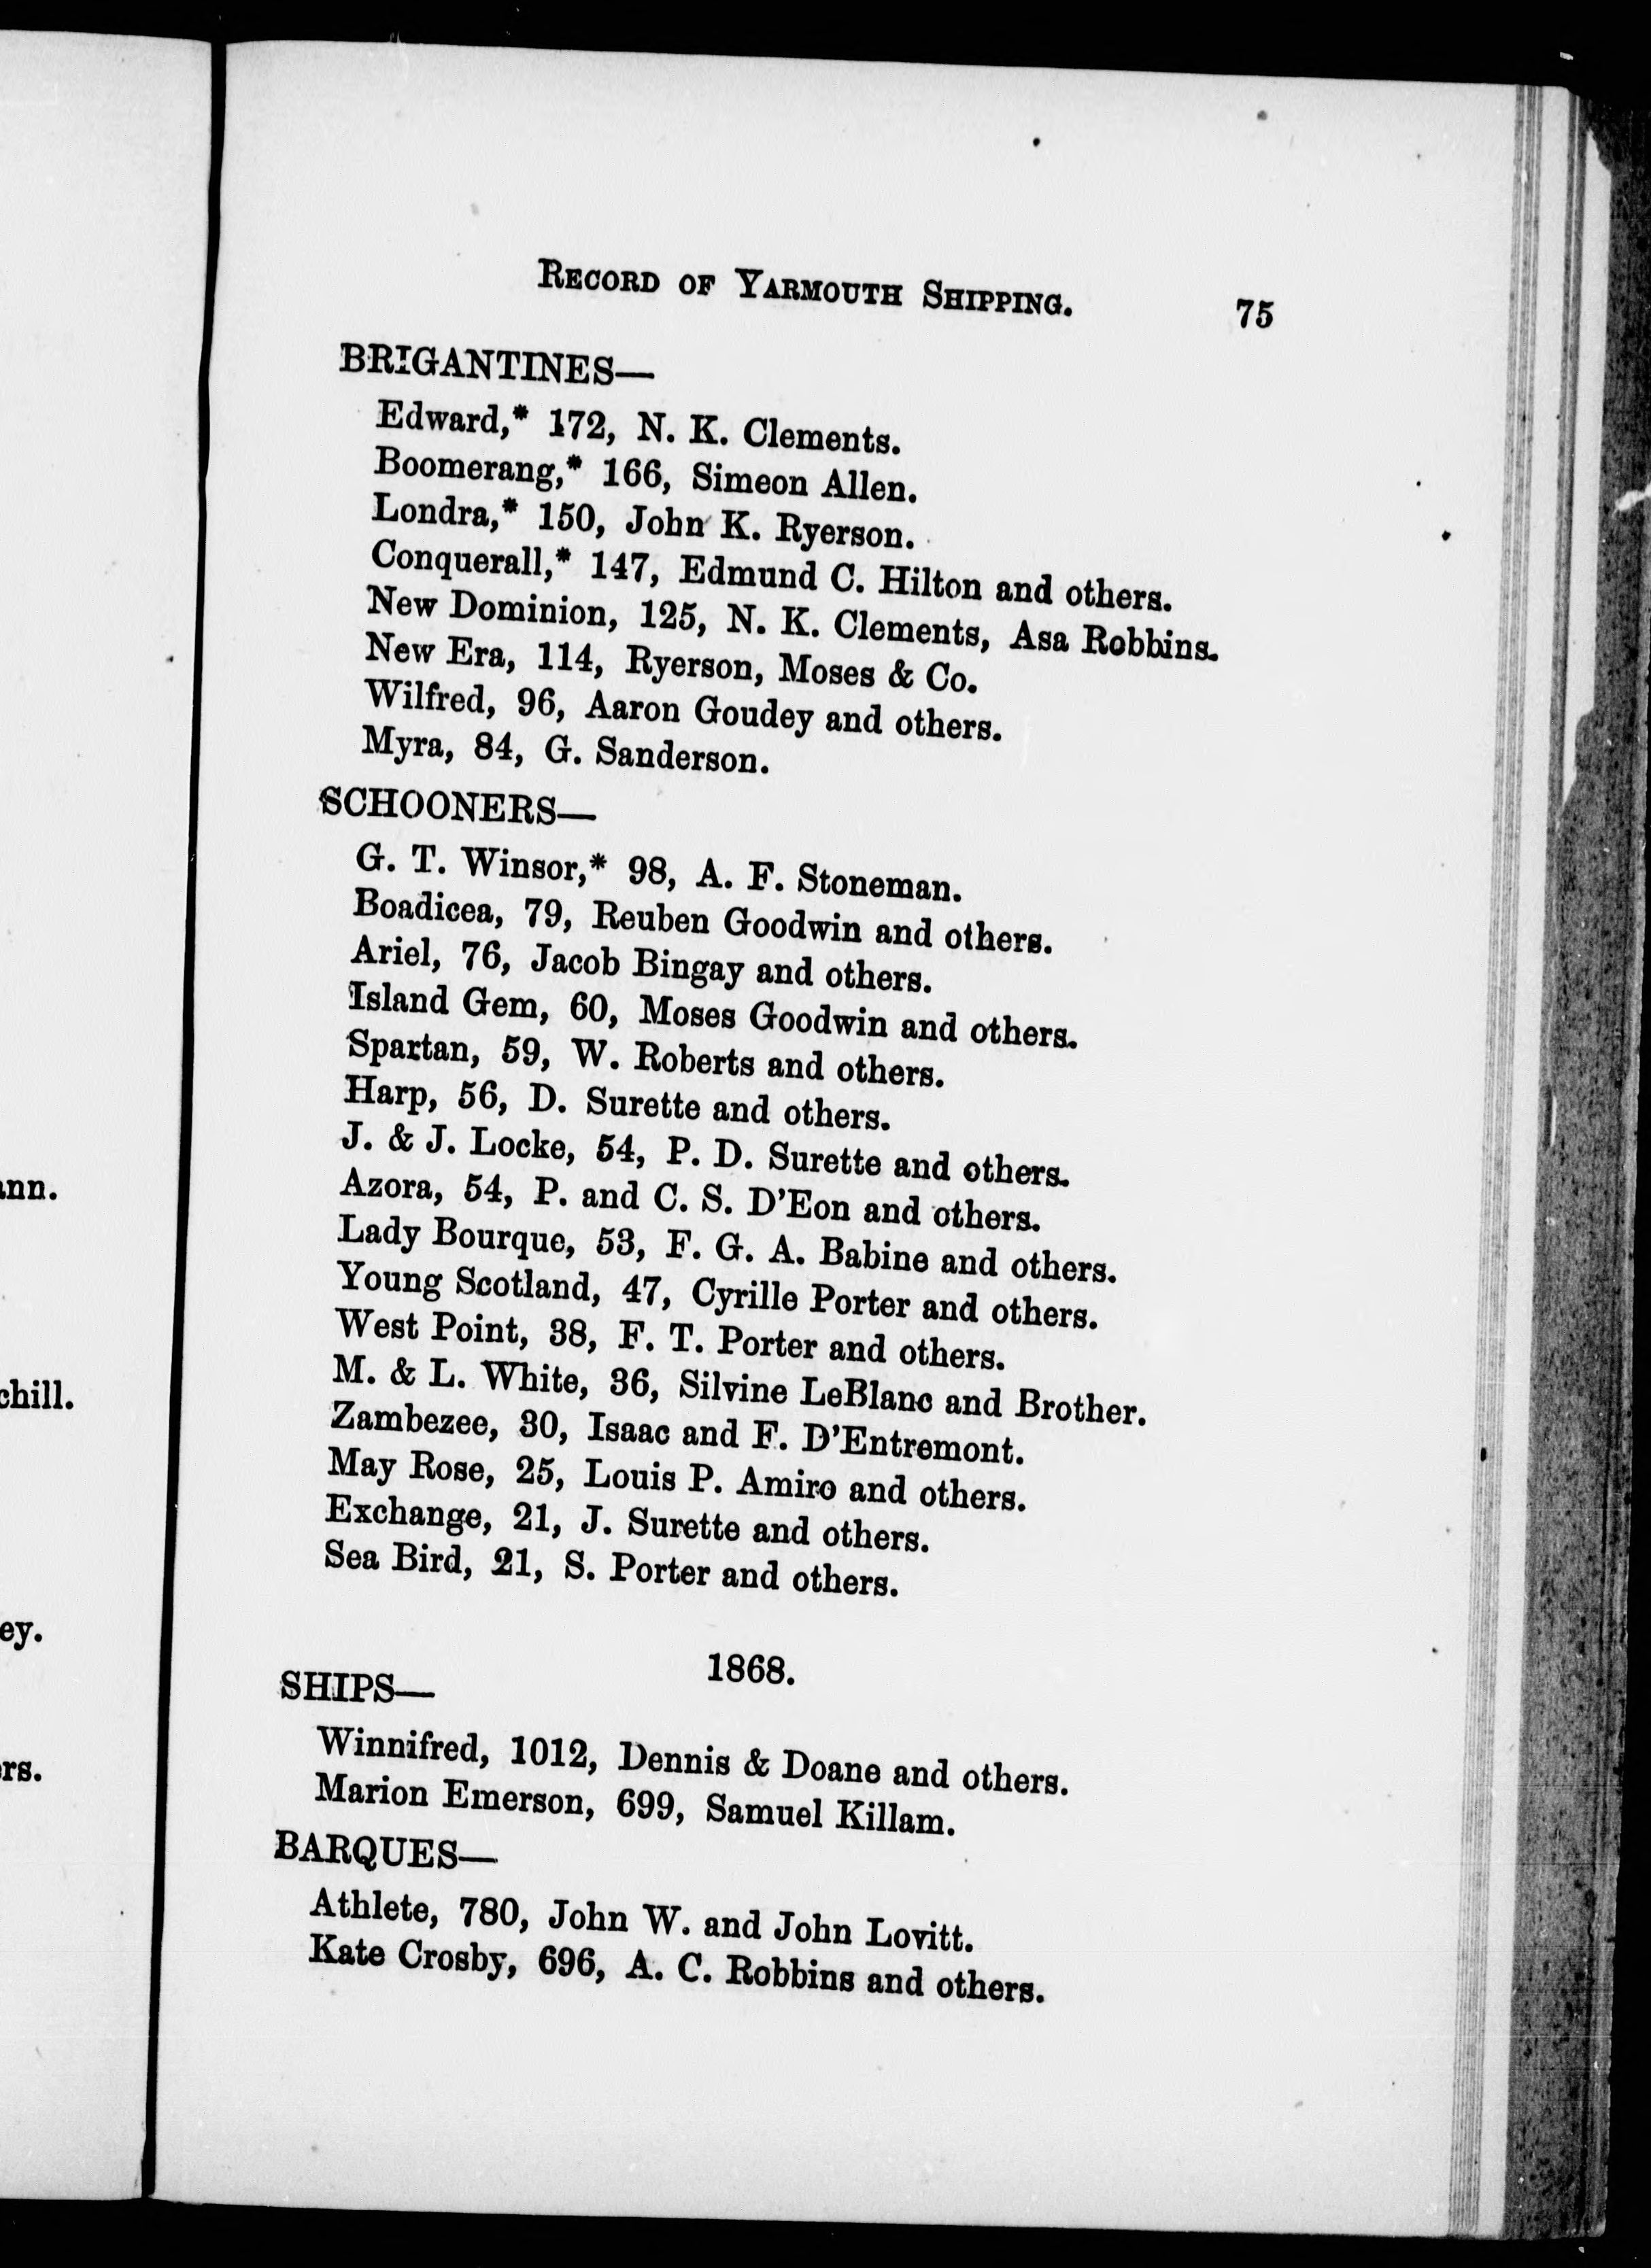 ann.
chill.
ey.
rs.
RECORD OF YARMOUTH SHIPPING. 75
BRIGANTINES—
Edward,* 172, N. K. Clements.
Boomerang,* 166, Simeon Allen.
Londra,* 150, John K. Ryerson.
Conquerall,* 147, Edmund C. Hilton and others.
New Dominion, 125, N. K. Clements, Asa Robbins.
New Era, 114, Ryerson, Moses & Co.
Wilfred, 96, Aaron Goudey and others.
Myra, 84, G. Sanderson.
SCHOONERS—
G. T. Winsor,* 98, A. F. Stoneman.
Boadicea, 79, Reuben Goodwin and others.
Ariel, 76, Jacob Bingay and others.
Island Gem, 60, Moses Goodwin and others.
Spartan, 59, W. Roberts and others.
Harp, 56, D. Surette and others.
J. & J. Locke, 54, P. D. Surette and others.
Azora, 54, P. and C. S. D'Eon and others.
Lady Bourque, 53, F. G. A. Babine and others.
Young Scotland, 47, Cyrille Porter and others.
West Point, 38, F. T. Porter and others.
M. & L. White, 36, Silvine LeBlanc and Brother.
Zambezee, 30, Isaac and F. D'Entremont.
May Rose, 25, Louis P. Amiro and others.
Exchange, 21, J. Surette and others.
Sea Bird, 21, S. Porter and others.
1868.
SHIPS—
Winnifred, 1012, Dennis & Doane and others.
Marion Emerson, 699, Samuel Killam.
BARQUES—
Athlete, 780, John W. and John Lovitt.
Kate Crosby, 696, A. C. Robbins and others.